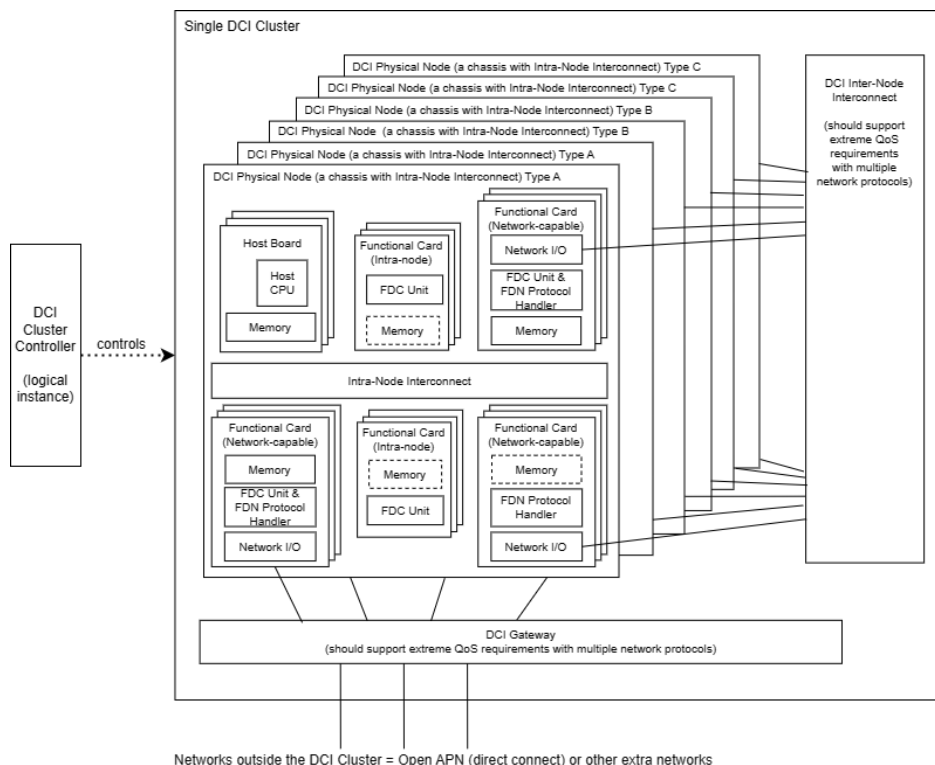 Single DCI Cluster
DCI Physical Node (a chassis with Intra-Node Interconnect) Type C
DCI Physical Node (a chassis with Intra-Node Interconnect) Type C
DCI Physical Node (a chassis with Intra-Node Interconnect) Type B
DCI Physical Node (a chassis with Intra-Node Interconnect) Type B
DCI Physical Node (a chassis with Intra-Node Interconnect) Type A
DCI Physical Node (a chassis with Intra-Node Interconnect) Type A
DCI Inter-Node
Interconnect
(should support
extreme QoS
requirements
with multiple
network protocols)
Host Board
Host
CPU
Memory
Functional Card
(Intra-node)
FDC Unit
Memory
Functional Card
(Network-capable)
Network I/O
FDC Unit &
FDN Protocol
Handler
Memory
DCI
Cluster
Controller
(logical
instance)
controls
Intra-Node Interconnect
Functional Card
(Network-capable)
Memory
FDC Unit &
FDN Protocol
Handler
Network I/O
Functional Card
(Intra-node)
Memory
FDC Unit
Functional Card
(Network-capable)
Memory
FDN Protocol
Handler
Network I/O
DCI Gateway
(should support extreme QoS requirements with multiple network protocols)
Networks outside the DCI Cluster = Open APN (direct connect) or other extra networks